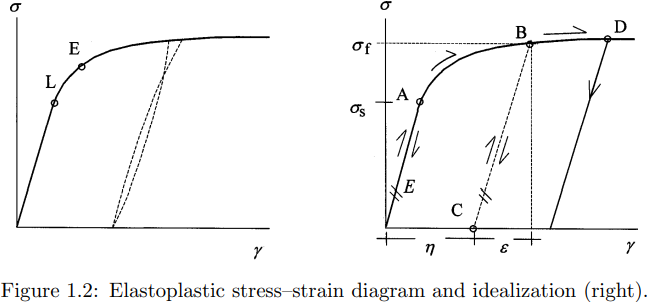 σ
E
L
γ
σ
B
D
σf
A
σs
E
C
η
ε
γ
Figure 1.2: Elastoplastic stress–strain diagram and idealization (right).